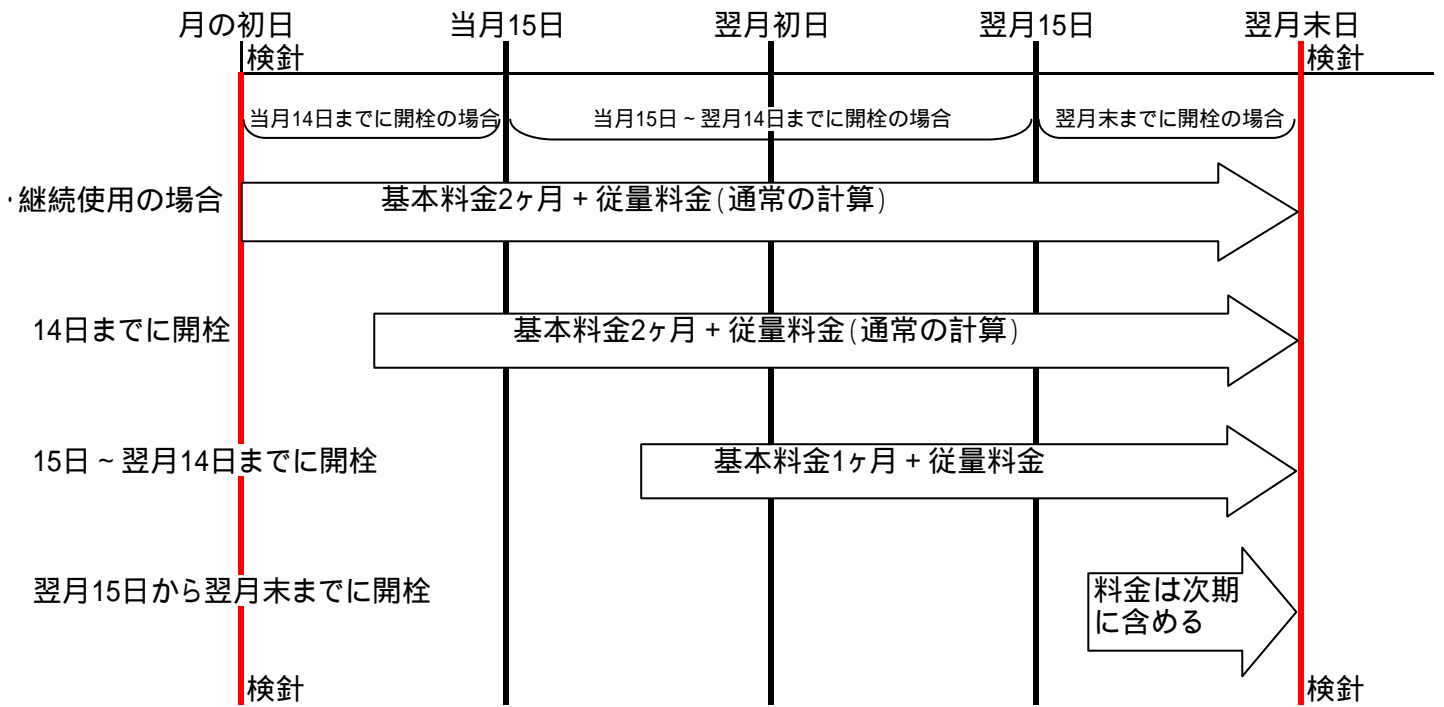 月の初日
当月15日
翌月初日
翌月15日
翌月末日
検針
検針
当月14日までに開栓の場合
当月15日~翌月14日までに開栓の場合
翌月末までに開栓の場合
・継続使用の場合
基本料金2ヶ月+従量料金(通常の計算)
14日までに開栓
基本料金2ヶ月+従量料金(通常の計算)
15日~翌月14日までに開栓
基本料金1ヶ月+従量料金
翌月15日から翌月末までに開栓
料金は次期
に含める
検針
検針